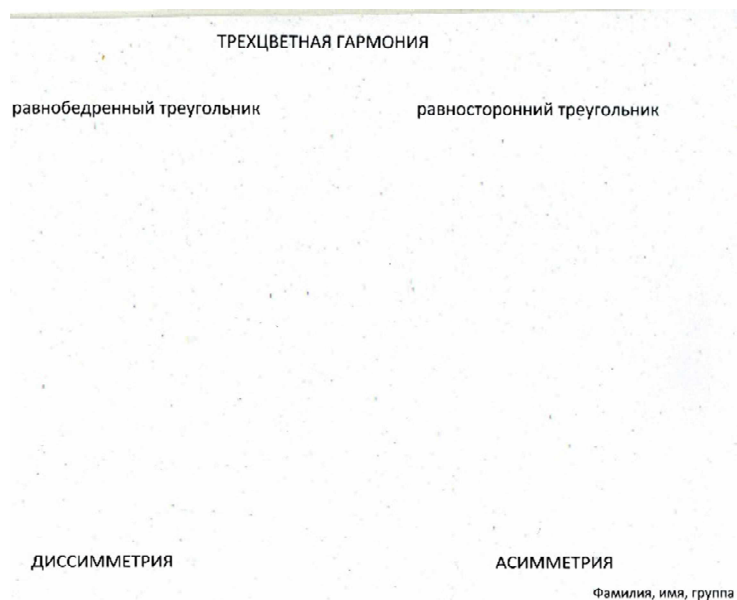 ТРЕХЦВЕТНАЯ ГАРМОНИЯ
равнобедренный треугольник равносторонний треугольник
ДИССИММЕТРИЯ АСИММЕТРИЯ
Фамилия, имя, группа